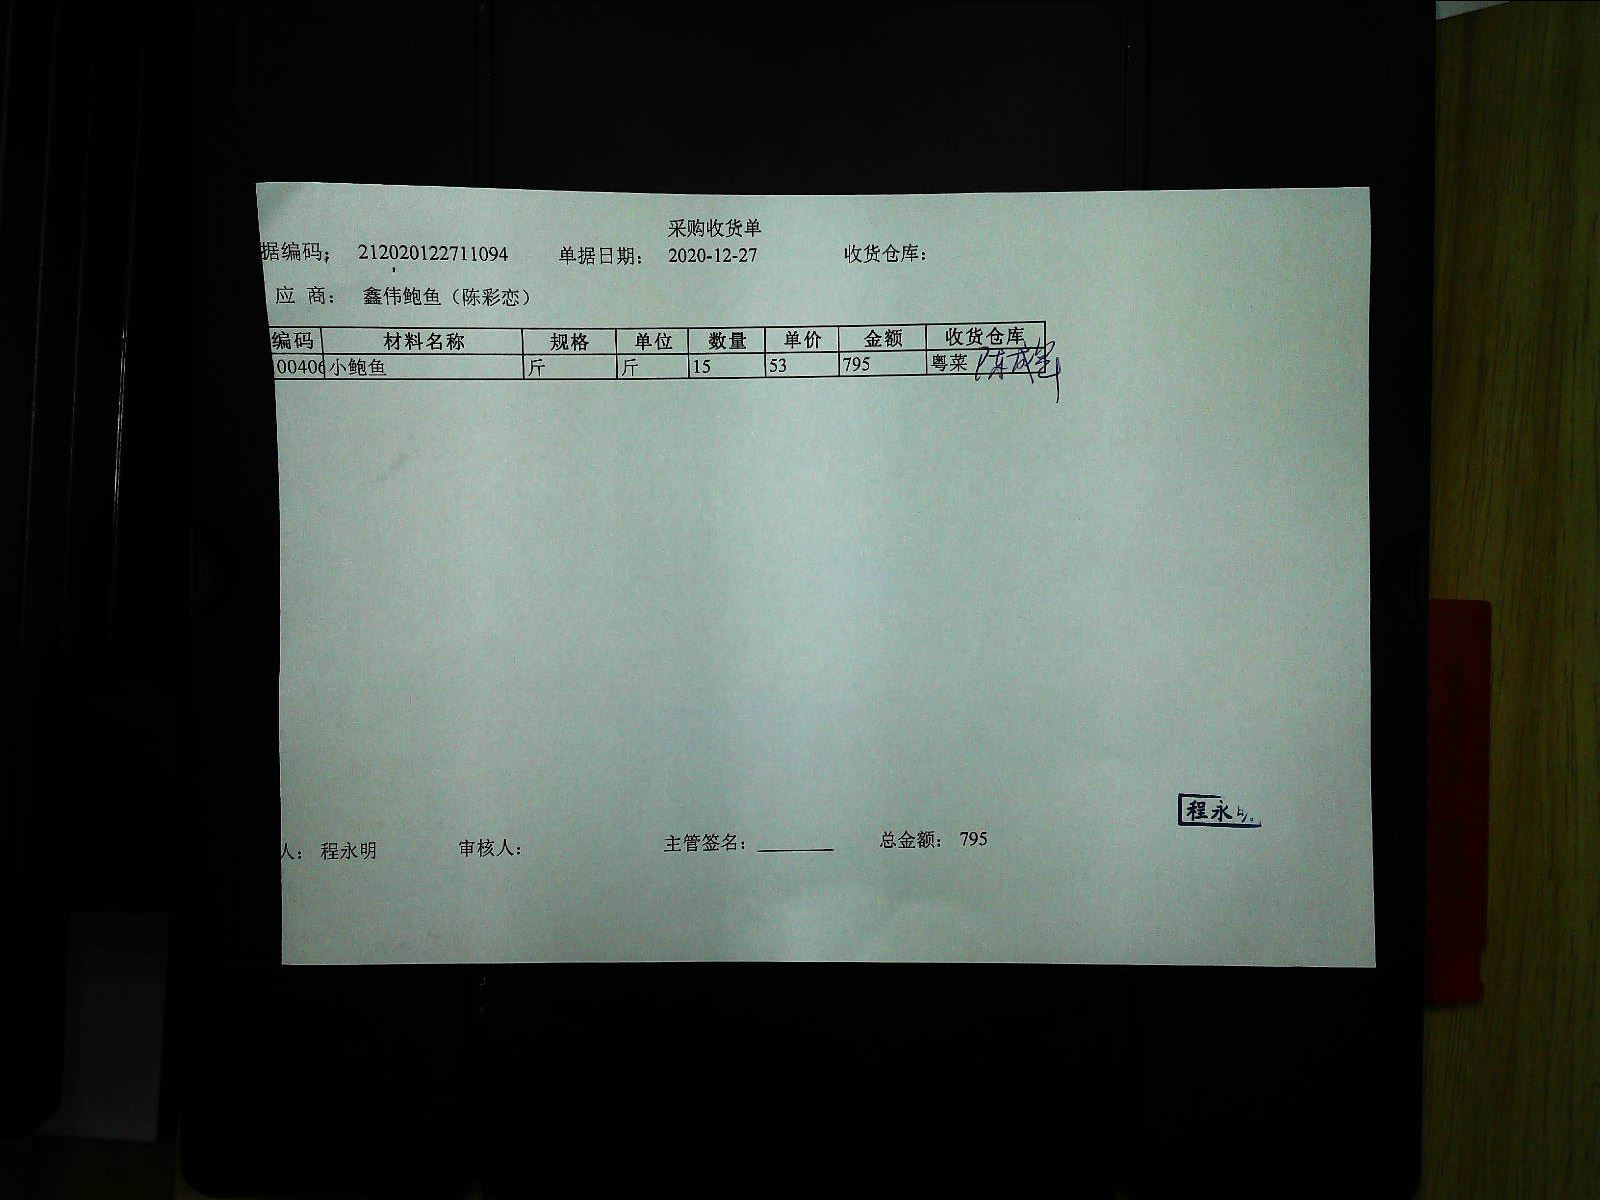 采购收货单
据编码： 212020122711094 单据日期： 2020-12-27 收货仓库：
应 商： 鑫伟鲍鱼（陈彩恋）
编码 材料名称 规格 单位 数量 单价 金额 收货仓库
00406 小鲍鱼 斤 斤 15 53 795 粤菜
程永
人： 程永明 审核人： 主管签名： 总金额： 795